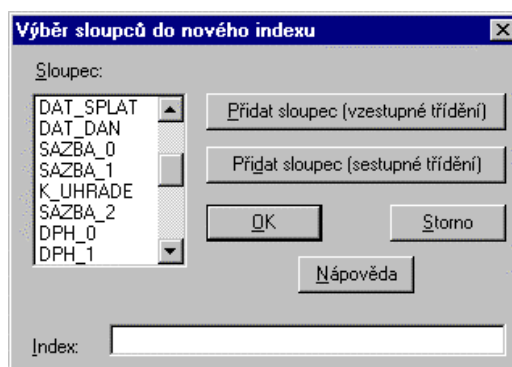 Výběr sloupců do nového indexu
Sloupec:
DAT_SPLAT
DAT_DAN
SAZBA_0
SAZBA_1
K_UHRADE
SAZBA_2
DPH_0
DPH_1
Přidat sloupec (vzestupné třídění)
Přidat sloupec (sestupné třídění)
OK
Storno
Nápověda
Index: